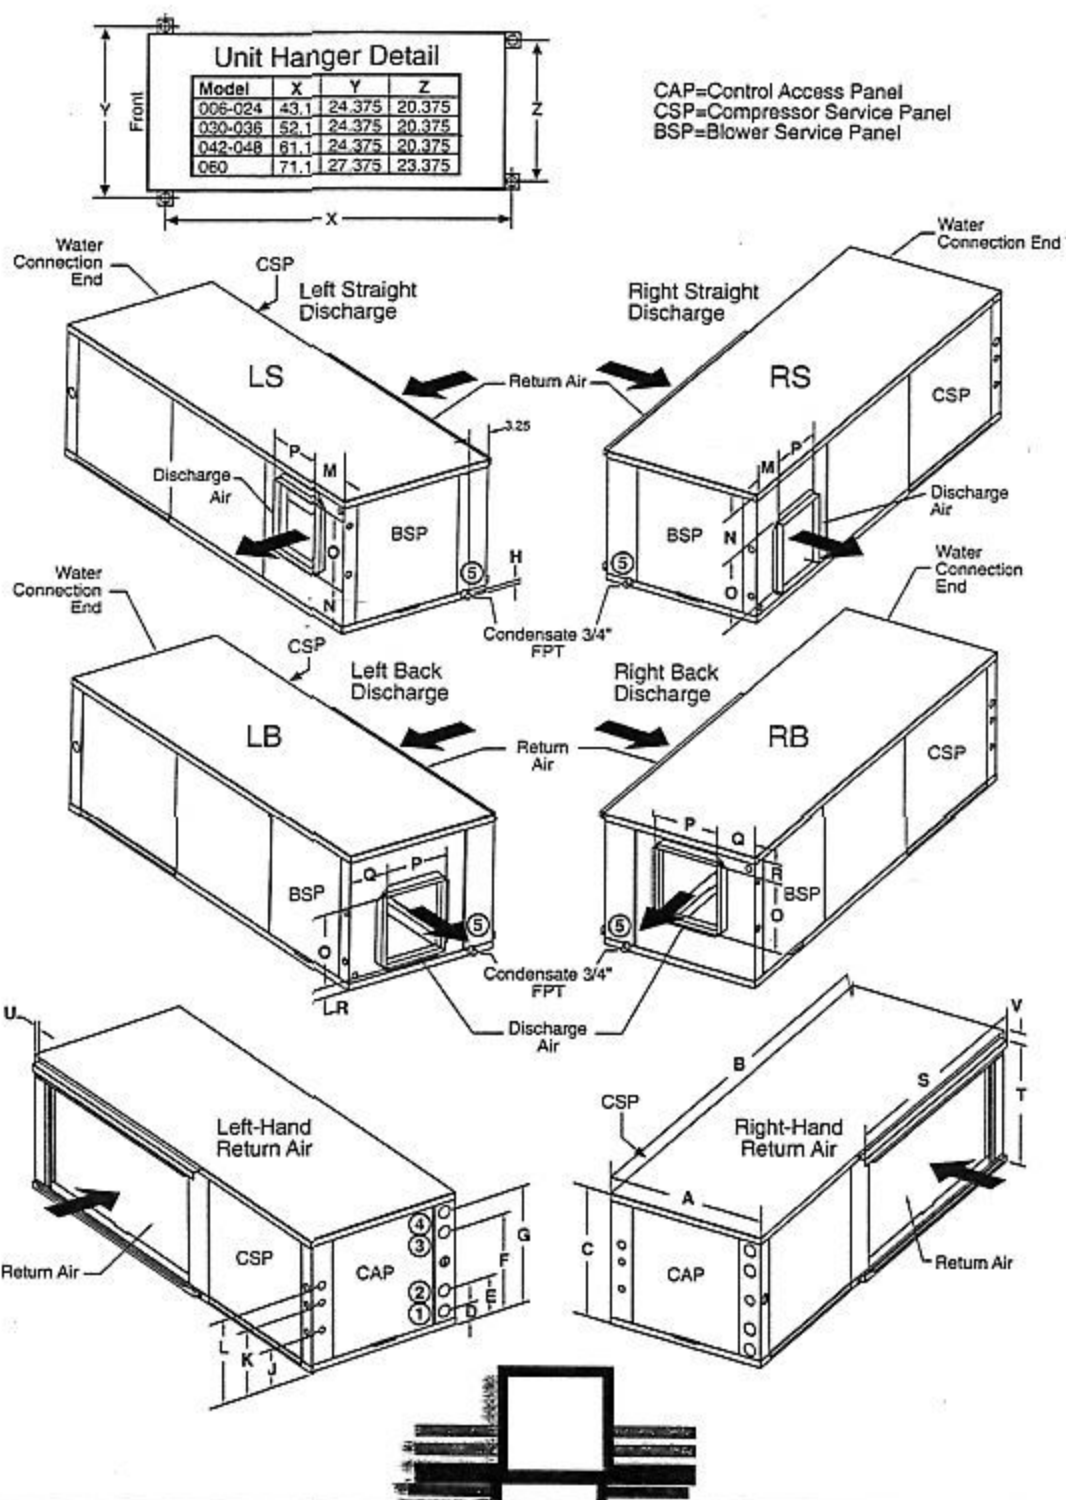 Unit Hanger Detail
Model X Y Z
006-024 43.1 24.375 20.375
030-036 52.1 24.375 20.375
042-048 61.1 24.375 20.375
060 71.1 27.375 23.375
Front
Y
Z
X
CAP=Control Access Panel
CSP=Compressor Service Panel
BSP=Blower Service Panel
Water
Connection
End
CSP
Left Straight
Discharge
LS
Return Air
3.25
P
M
Discharge
Air
O
N
BSP
5
H
Condensate 3/4"
FPT
Right Straight
Discharge
Water
Connection End
RS
CSP
P
M
N
O
BSP
5
Discharge
Air
Water
Connection
End
Water
Connection
End
CSP
Left Back
Discharge
LB
Return
Air
BSP
Q
P
O
R
5
Condensate 3/4"
FPT
Discharge
Air
Right Back
Discharge
RB
CSP
P
Q
R
O
BSP
5
U
Left-Hand
Return Air
Return Air
CSP
CAP
4
3
2
1
G
F
E
D
L
K
J
V
B
S
T
CSP
Right-Hand
Return Air
A
C
CAP
Return Air